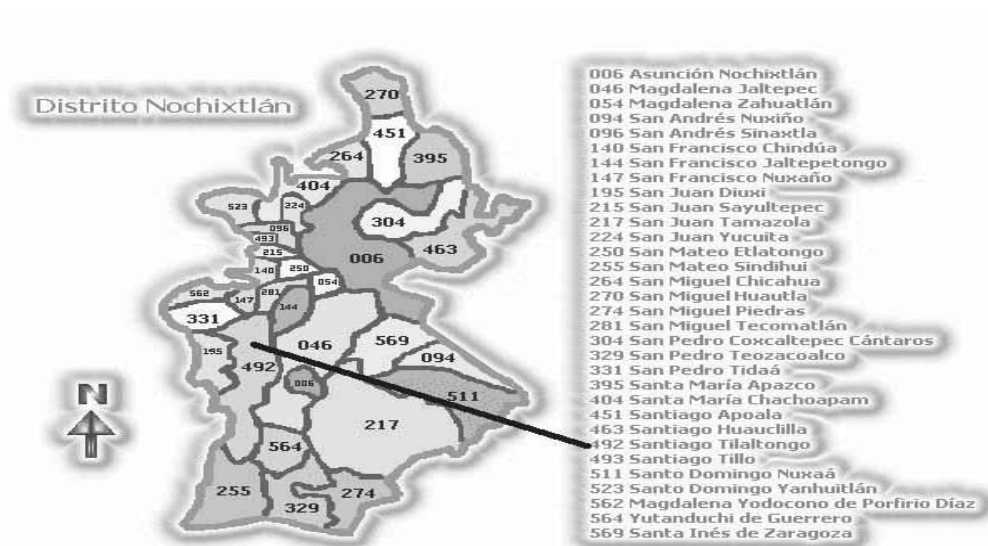 Distrito Nochixtlán
270
451
264
395
404
523
224
304
096
493
463
215
006
140
250
054
562
281
147
144
331
569
046
195
094
492
006
511
217
564
255
274
329
N
006 Asunción Nochixtlán
046 Magdalena Jaltepec
054 Magdalena Zahuatlán
094 San Andrés Nuxiño
096 San Andrés Sinaxtla
140 San Francisco Chindúa
144 San Francisco Jaltepetongo
147 San Francisco Nuxaño
195 San Juan Diuxi
215 San Juan Sayultepec
217 San Juan Tamazola
224 San Juan Yucuita
250 San Mateo Etlatongo
255 San Mateo Sindihui
264 San Miguel Chicahua
270 San Miguel Huautla
274 San Miguel Piedras
281 San Miguel Tecomatlán
304 San Pedro Coxcaltepec Cántaros
329 San Pedro Teozacoalco
331 San Pedro Tidaá
395 Santa María Apazco
404 Santa María Chachoapam
451 Santiago Apoala
463 Santiago Huauclilla
492 Santiago Tilaltongo
493 Santiago Tillo
511 Santo Domingo Nuxaá
523 Santo Domingo Yanhuitlán
562 Magdalena Yodocono de Porfirio Díaz
564 Yutanduchi de Guerrero
569 Santa Inés de Zaragoza